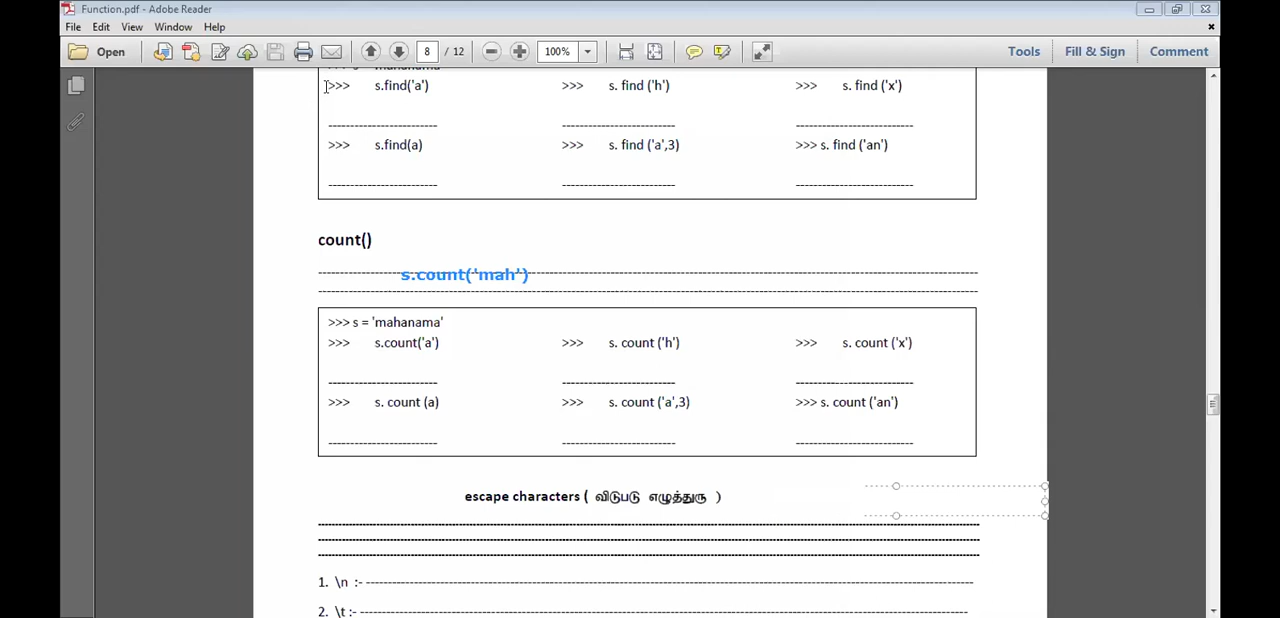 Function.pdf - Adobe Reader
File Edit View Window Help
Open 8 / 12 100% Tools Fill & Sign Comment
>>> s.find('a') >>> s. find ('h') >>> s. find ('x')
>>> s.find(a) >>> s. find ('a',3) >>> s. find ('an')
count()
s.count('mah')
>>> s = 'mahanama'
>>> s.count('a') >>> s. count ('h') >>> s. count ('x')
>>> s. count (a) >>> s. count ('a',3) >>> s. count ('an')
escape characters ( விடுபடு எழுத்துரு )
1. \n :-
2. \t :-